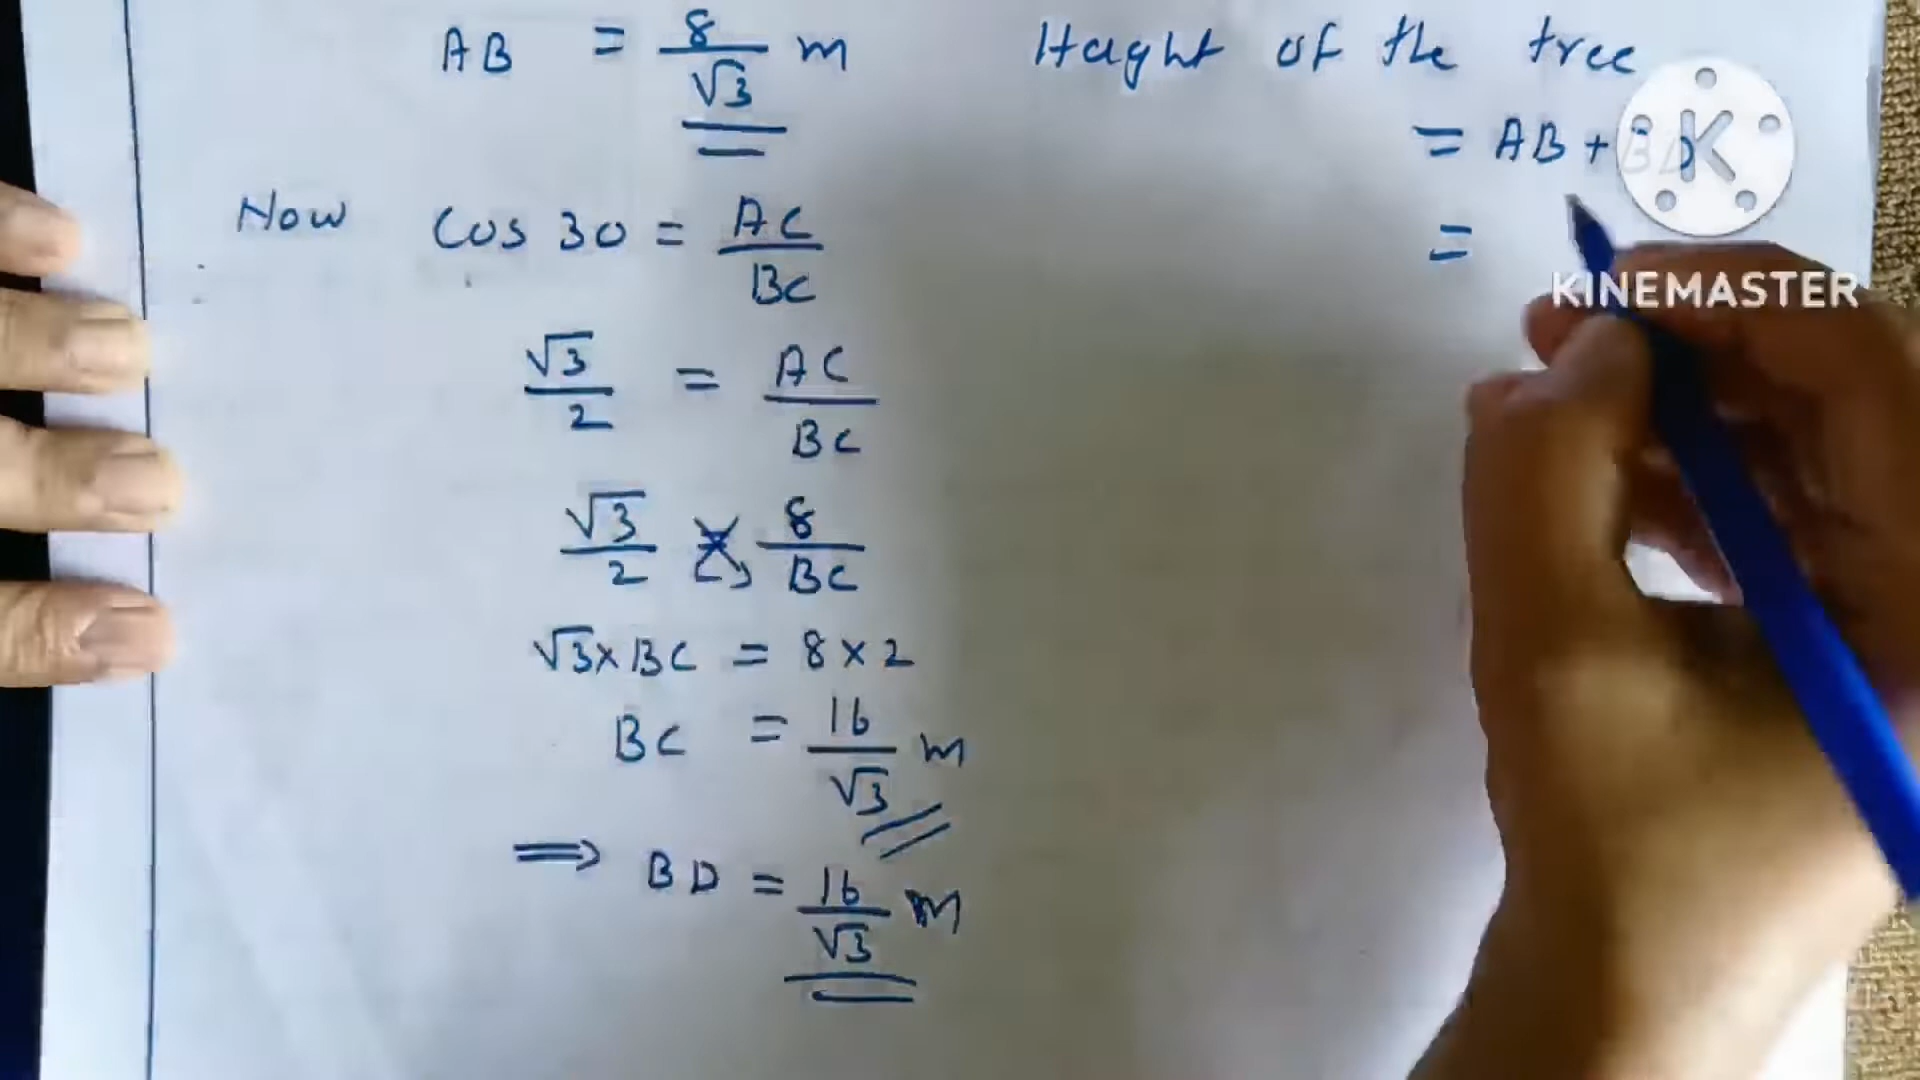 AB = 8/√3 m
Now Cos 30 = AC/BC
√3/2 = AC/BC
√3/2 8/BC
√3 × BC = 8 × 2
BC = 16/√3 m
⟹ BD = 16/√3 m
Height of the tree
= AB + BD
=
K
KINEMASTER